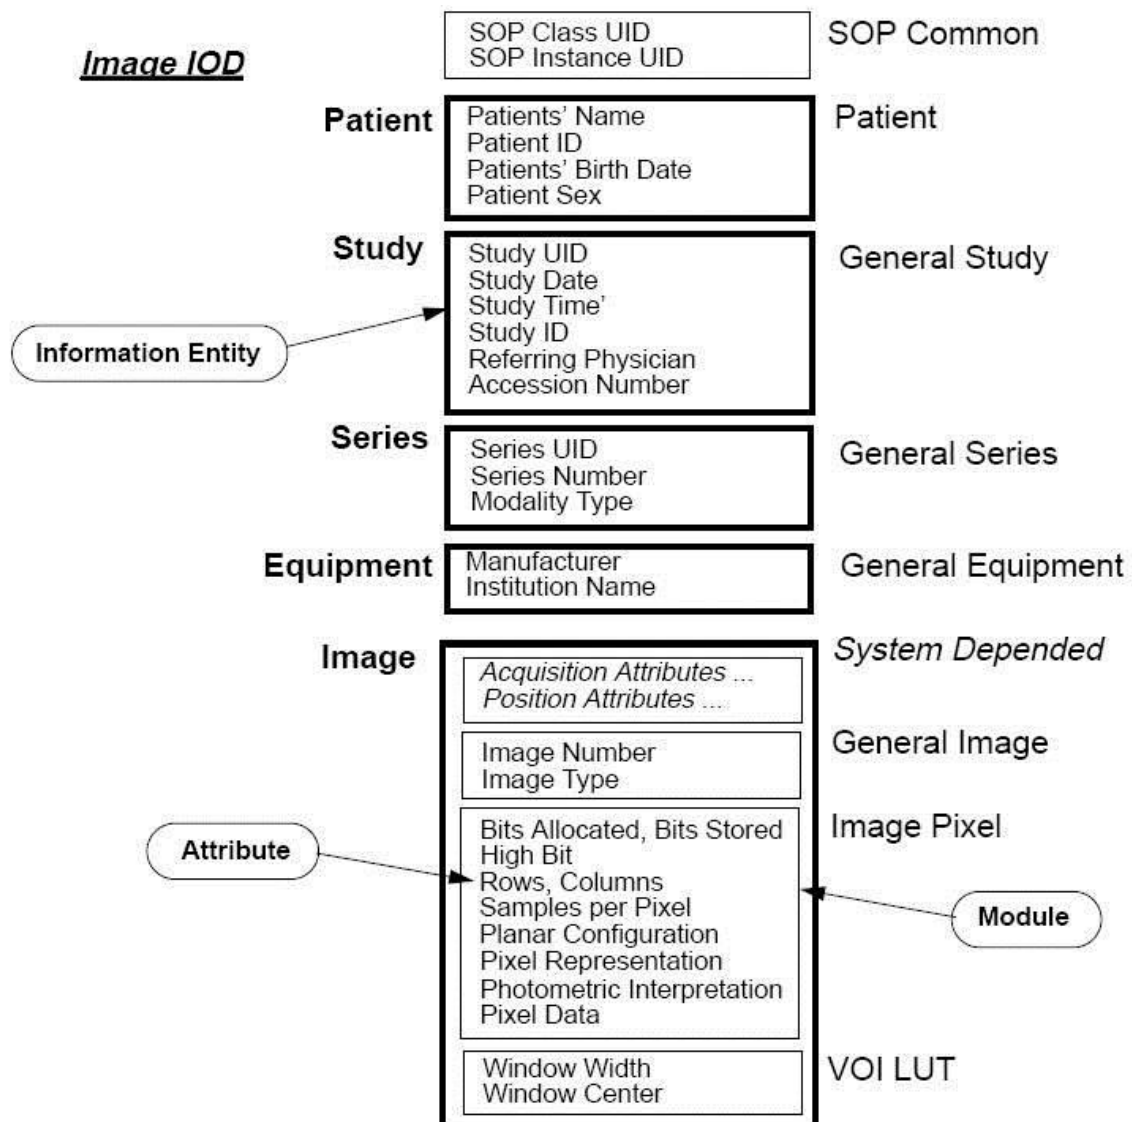 Image IOD
SOP Class UID
SOP Instance UID
SOP Common
Patient
Patients' Name
Patient ID
Patients' Birth Date
Patient Sex
Patient
Study
Study UID
Study Date
Study Time'
Study ID
Referring Physician
Accession Number
General Study
Information Entity
Series
Series UID
Series Number
Modality Type
General Series
Equipment
Manufacturer
Institution Name
General Equipment
Image
System Depended
Acquisition Attributes ...
Position Attributes ...
General Image
Image Number
Image Type
Image Pixel
Bits Allocated, Bits Stored
High Bit
Rows, Columns
Samples per Pixel
Planar Configuration
Pixel Representation
Photometric Interpretation
Pixel Data
Attribute
Module
Window Width
Window Center
VOI LUT